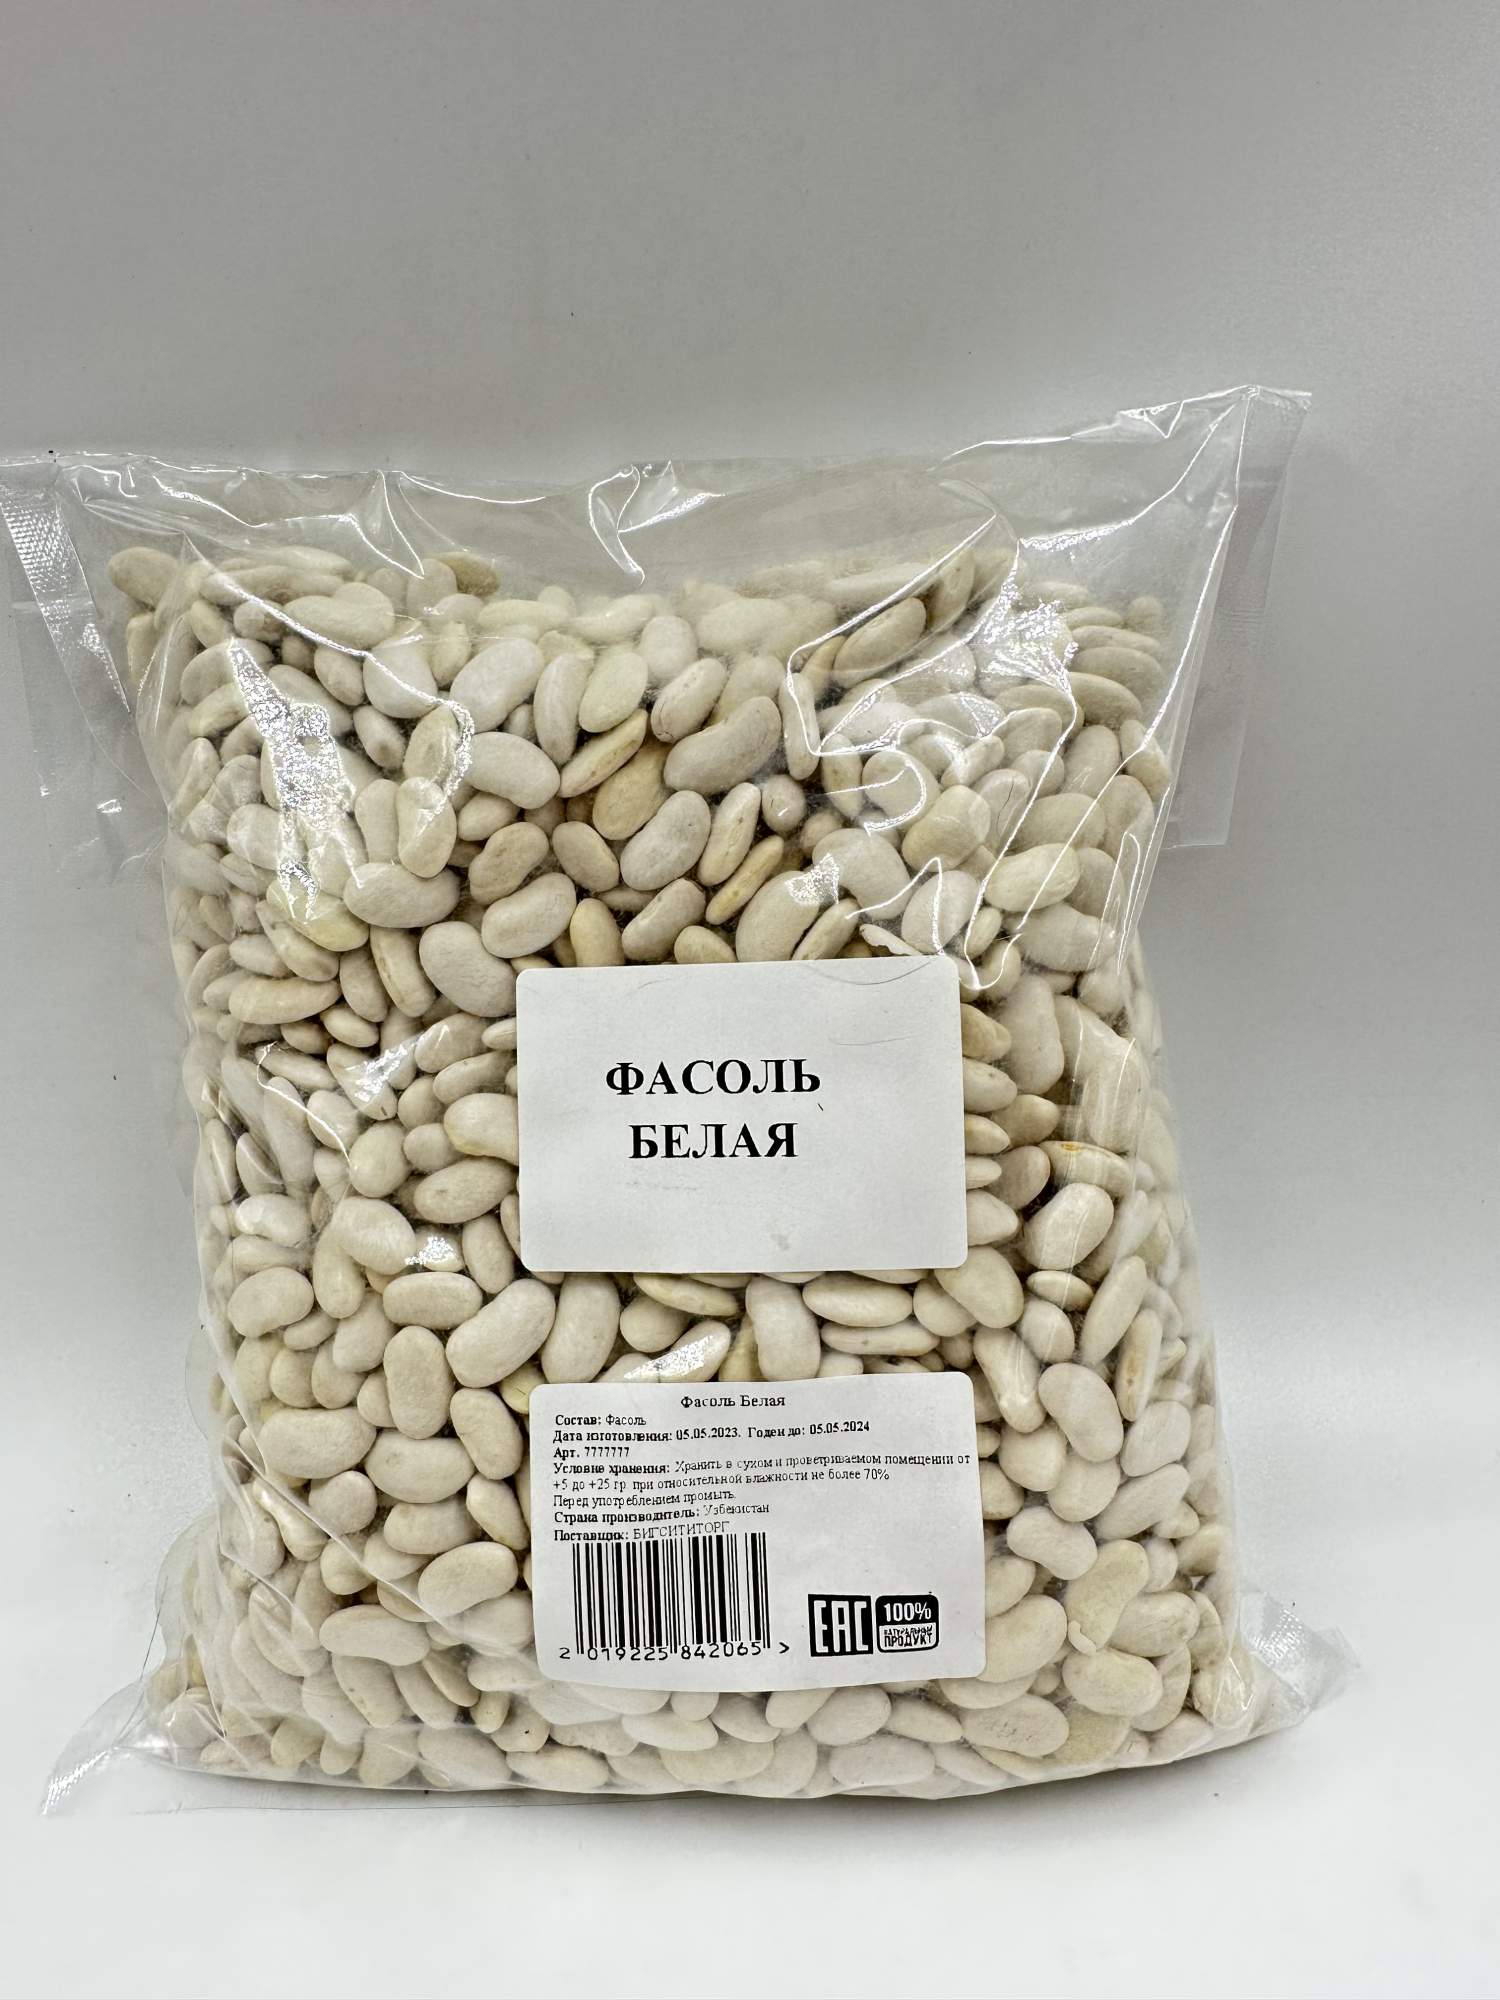 ФАСОЛЬ
БЕЛАЯ
Фасоль Белая
Состав: Фасоль
Дата изготовления: 05.05.2023. Годен до: 05.05.2024
Арт. 7777777
Условие хранения: Хранить в сухом и проветриваемом помещении от
+5 до +25 гр. при относительной влажности не более 70%
Перед употреблением промыть.
Страна производитель: Узбекистан
Поставщик: БИГСИТИТОРГ
2 019225 842065 >
EAC
100%
НАТУРАЛЬНЫЙ
ПРОДУКТ